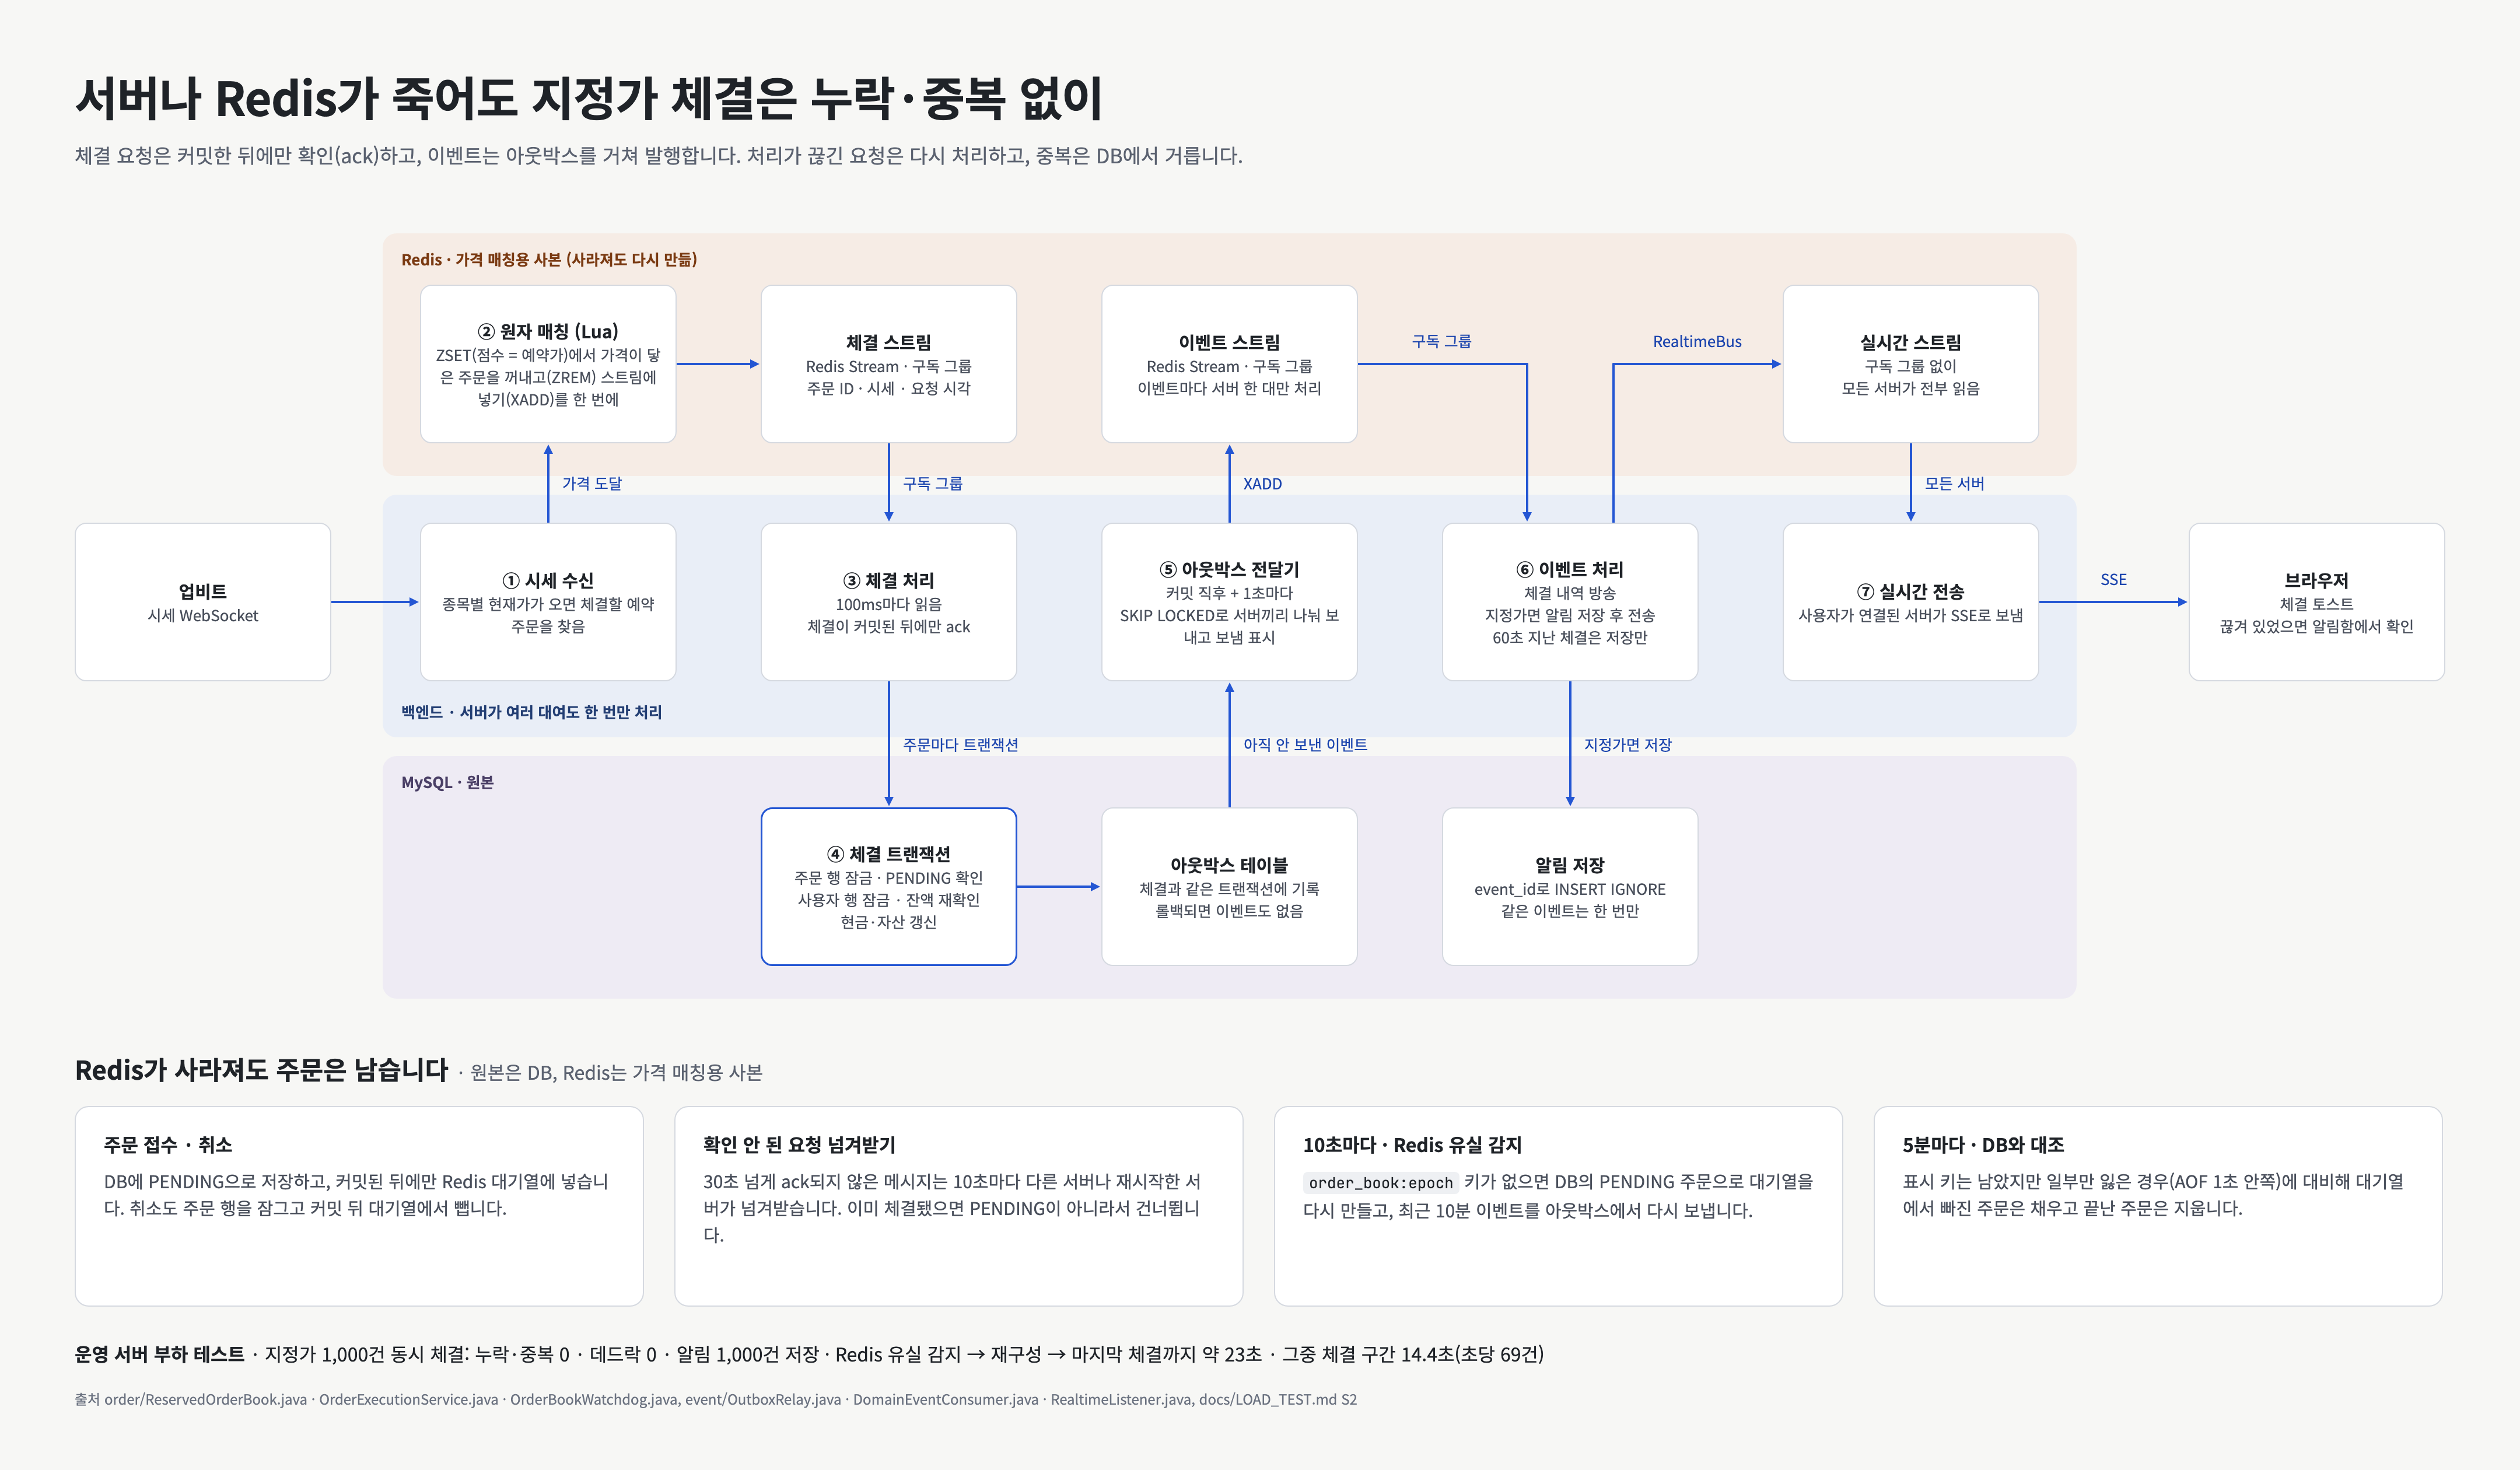 서버나 Redis가 죽어도 지정가 체결은 누락·중복 없이
체결 요청은 커밋한 뒤에만 확인(ack)하고, 이벤트는 아웃박스를 거쳐 발행합니다. 처리가 끊긴 요청은 다시 처리하고, 중복은 DB에서 거릅니다.
Redis · 가격 매칭용 사본 (사라져도 다시 만듦)
② 원자 매칭 (Lua)
ZSET(점수 = 예약가)에서 가격이 닿
은 주문을 꺼내고(ZREM) 스트림에
넣기(XADD)를 한 번에
체결 스트림
Redis Stream · 구독 그룹
주문 ID · 시세 · 요청 시각
이벤트 스트림
Redis Stream · 구독 그룹
이벤트마다 서버 한 대만 처리
구독 그룹
RealtimeBus
실시간 스트림
구독 그룹 없이
모든 서버가 전부 읽음
가격 도달
구독 그룹
XADD
모든 서버
업비트
시세 WebSocket
① 시세 수신
종목별 현재가가 오면 체결할 예약
주문을 찾음
③ 체결 처리
100ms마다 읽음
체결이 커밋된 뒤에만 ack
⑤ 아웃박스 전달기
커밋 직후 + 1초마다
SKIP LOCKED로 서버끼리 나눠 보
내고 보냄 표시
⑥ 이벤트 처리
체결 내역 방송
지정가면 알림 저장 후 전송
60초 지난 체결은 저장만
⑦ 실시간 전송
사용자가 연결된 서버가 SSE로 보냄
SSE
브라우저
체결 토스트
끊겨 있었으면 알림함에서 확인
백엔드 · 서버가 여러 대여도 한 번만 처리
주문마다 트랜잭션
아직 안 보낸 이벤트
지정가면 저장
MySQL · 원본
④ 체결 트랜잭션
주문 행 잠금 · PENDING 확인
사용자 행 잠금 · 잔액 재확인
현금·자산 갱신
아웃박스 테이블
체결과 같은 트랜잭션에 기록
롤백되면 이벤트도 없음
알림 저장
event_id로 INSERT IGNORE
같은 이벤트는 한 번만
Redis가 사라져도 주문은 남습니다 · 원본은 DB, Redis는 가격 매칭용 사본
주문 접수 · 취소
DB에 PENDING으로 저장하고, 커밋된 뒤에만 Redis 대기열에 넣습니
다. 취소도 주문 행을 잠그고 커밋 뒤 대기열에서 뺍니다.
확인 안 된 요청 넘겨받기
30초 넘게 ack되지 않은 메시지는 10초마다 다른 서버나 재시작한 서
버가 넘겨받습니다. 이미 체결됐으면 PENDING이 아니라서 건너뜁니
다.
10초마다 · Redis 유실 감지
order_book:epoch 키가 없으면 DB의 PENDING 주문으로 대기열을
다시 만들고, 최근 10분 이벤트를 아웃박스에서 다시 보냅니다.
5분마다 · DB와 대조
표시 키는 남았지만 일부만 잃은 경우(AOF 1초 안쪽)에 대비해 대기열
에서 빠진 주문은 채우고 끝난 주문은 지웁니다.
운영 서버 부하 테스트 · 지정가 1,000건 동시 체결: 누락·중복 0 · 데드락 0 · 알림 1,000건 저장 · Redis 유실 감지 → 재구성 → 마지막 체결까지 약 23초 · 그중 체결 구간 14.4초(초당 69건)
출처 order/ReservedOrderBook.java · OrderExecutionService.java · OrderBookWatchdog.java, event/OutboxRelay.java · DomainEventConsumer.java · RealtimeListener.java, docs/LOAD_TEST.md S2